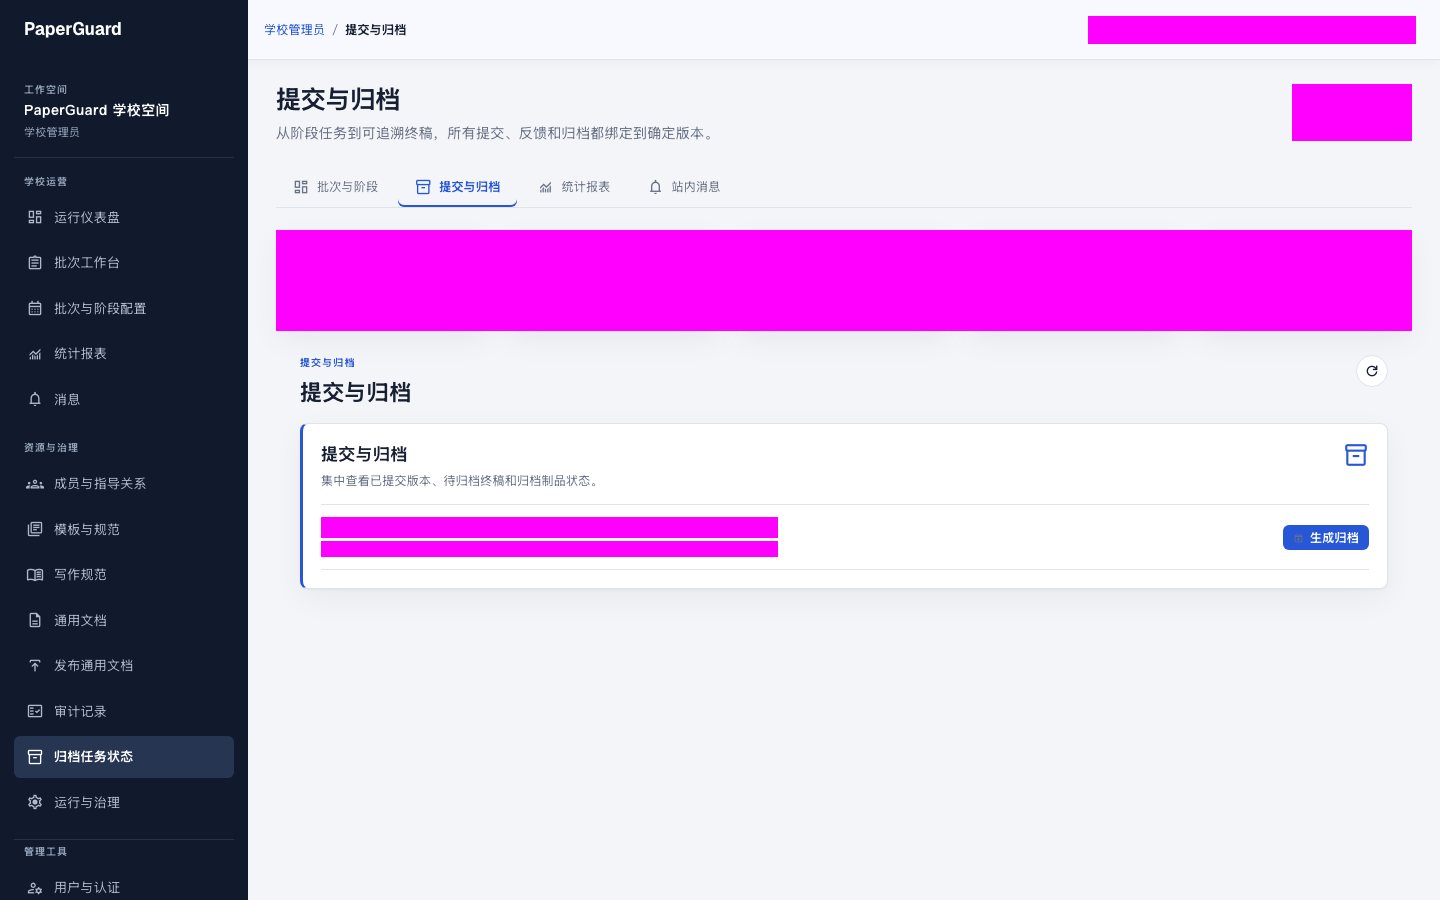 PaperGuard
工作空间
PaperGuard 学校空间
学校管理员
学校运营
运行仪表盘
批次工作台
批次与阶段配置
统计报表
消息
资源与治理
成员与指导关系
模板与规范
写作规范
通用文档
发布通用文档
审计记录
归档任务状态
运行与治理
管理工具
用户与认证
学校管理员 / 提交与归档
提交与归档
从阶段任务到可追溯终稿，所有提交、反馈和归档都绑定到确定版本。
批次与阶段
提交与归档
统计报表
站内消息
提交与归档
提交与归档
提交与归档
集中查看已提交版本、待归档终稿和归档制品状态。
生成归档